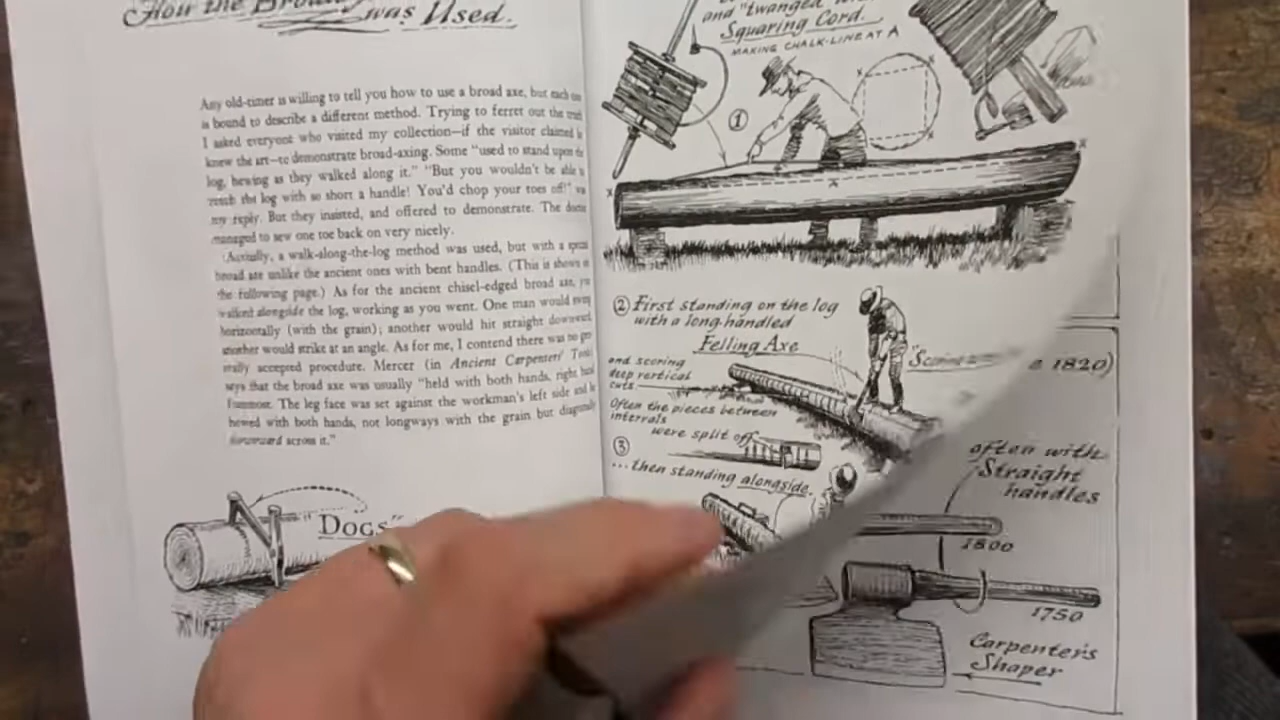 How the Broad
was Used.
Any old-timer is willing to tell you how to use a broad axe, but each one
is bound to describe a different method. Trying to ferret out the truth
I asked everyone who visited my collection—if the visitor claimed
knew the art—to demonstrate broad-axing. Some "used to stand upon the
log, hewing as they walked along it." "But you wouldn't be able
reach the log with so short a handle! You'd chop your toes off!"
my reply. But they insisted, and offered to demonstrate. The
managed to sew one toe back on very nicely.
Actually, a walk-along-the-log method was used, but with a
broad axe unlike the ancient ones with bent handles. (This is shown
the following page.) As for the ancient chisel-edged broad axe,
walked alongside the log, working as you went. One man would
horizontally (with the grain); another would hit straight downward,
another would strike at an angle. As for me, I contend there was no
erally accepted procedure. Mercer (in Ancient Carpenters' Tools
says that the broad axe was usually "held with both hands, right hand
foremost. The leg face was set against the workman's left side and
hewed with both hands, not longways with the grain but diagonally
downward across it."
"DOGS"
and "twanged"
Squaring Cord.
MAKING CHALK-LINE AT A
1
x x
x x
x x
x A
2 First standing on the log
with a long-handled
Felling Axe
and scoring
deep vertical
cuts
Often the pieces between
intervals
were split off
3
...then standing alongside,
1820)
often with
Straight
handles
1800
1750
Carpenter's
Shaper